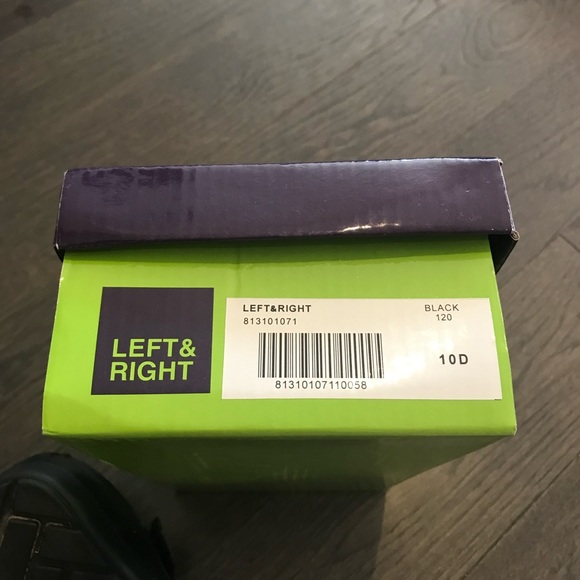 LEFT&
RIGHT
LEFT&RIGHT
813101071
BLACK
120
81310107110058
10D